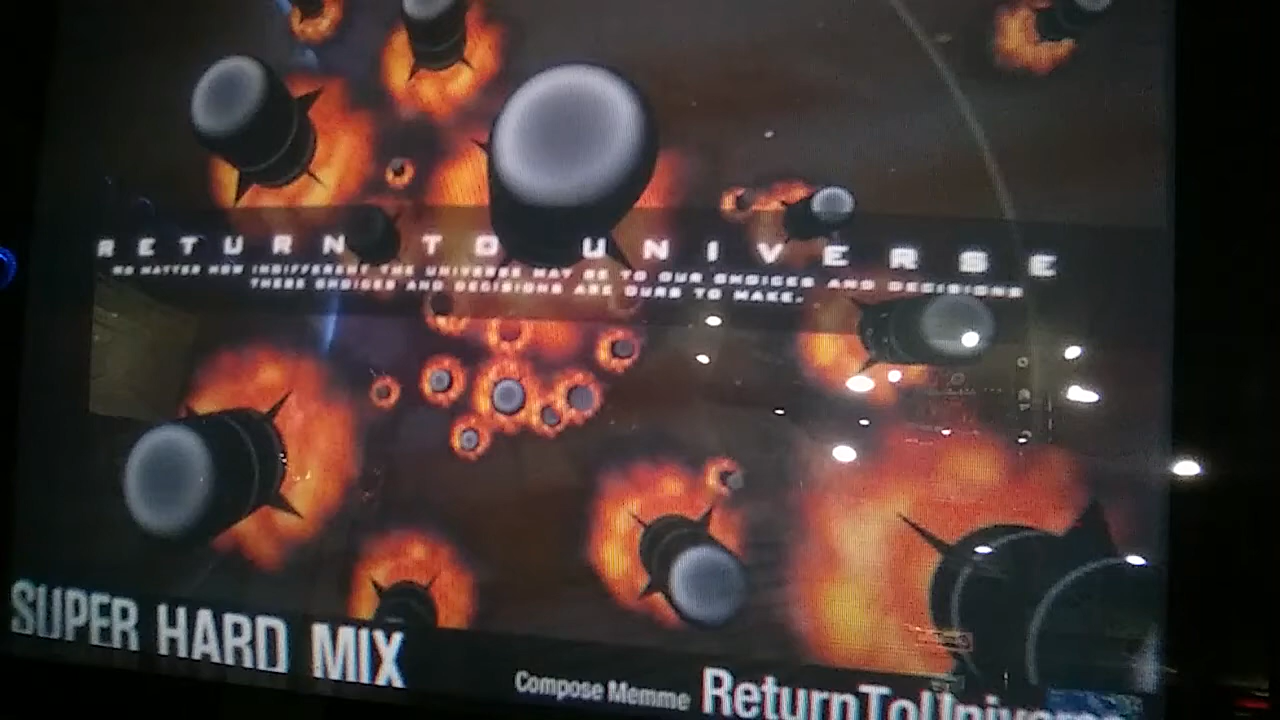 RETURN TO UNIVERSE
NO MATTER HOW INDIFFERENT THE UNIVERSE MAY BE TO OUR CHOICES AND DECISIONS
THESE CHOICES AND DECISIONS ARE OURS TO MAKE.
SUPER HARD MIX
Compose Memme ReturnToUniver